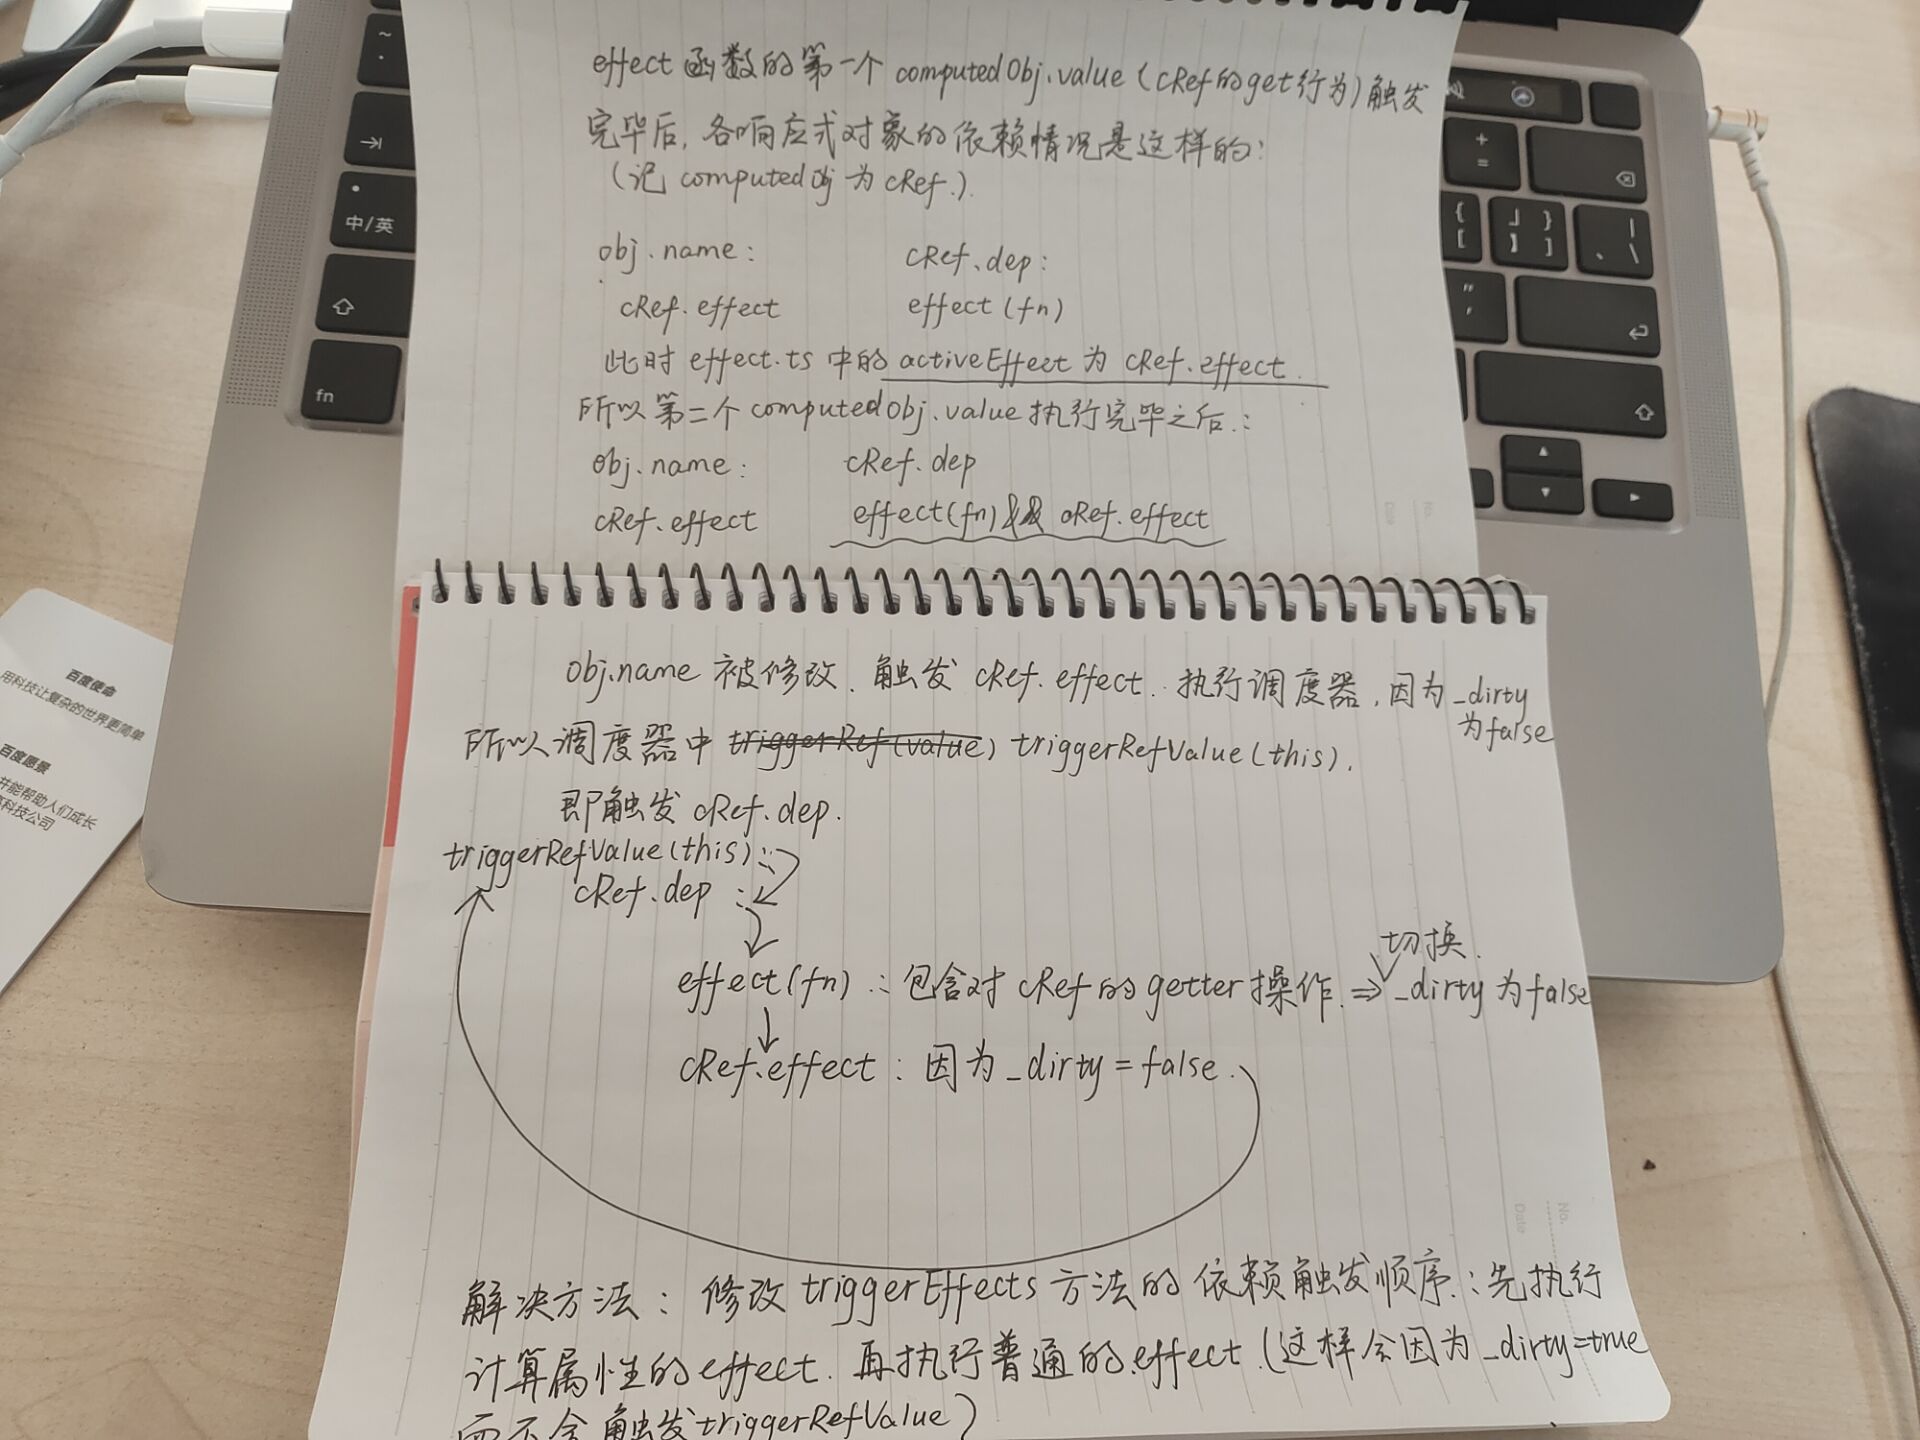 effect 函数的第一个 computedObj.value (cRef的get行为) 触发
完毕后, 各响应式对象的依赖情况是这样的:
(记 computedObj 为 cRef.)
obj.name: cRef.dep:
cRef.effect effect(fn)
此时 effect.ts 中的 activeEffect 为 cRef.effect.
所以第二个 computedObj.value 执行完毕之后:
obj.name: cRef.dep
cRef.effect effect(fn) && cRef.effect
obj.name 被修改. 触发 cRef.effect. 执行调度器, 因为 _dirty
为false
所以调度器中 triggerRef(value) triggerRefValue(this).
即触发 cRef.dep.
triggerRefValue(this):
cRef.dep:
切换.
effect(fn): 包含对 cRef 的 getter 操作. ⇒ _dirty 为 false
cRef.effect: 因为 _dirty = false.
解决方法: 修改 triggerEffects 方法的依赖触发顺序: 先执行
计算属性的 effect. 再执行普通的 effect. (这样会因为 _dirty=true
而不会触发 triggerRefValue)
~
中/英
fn
+
=
{
[
」 }
】 ]
|
、 \
"
'
No.
Date
No.
Date
百度使命
用科技让复杂的世界更简单
百度愿景
并能帮助人们成长
高科技公司